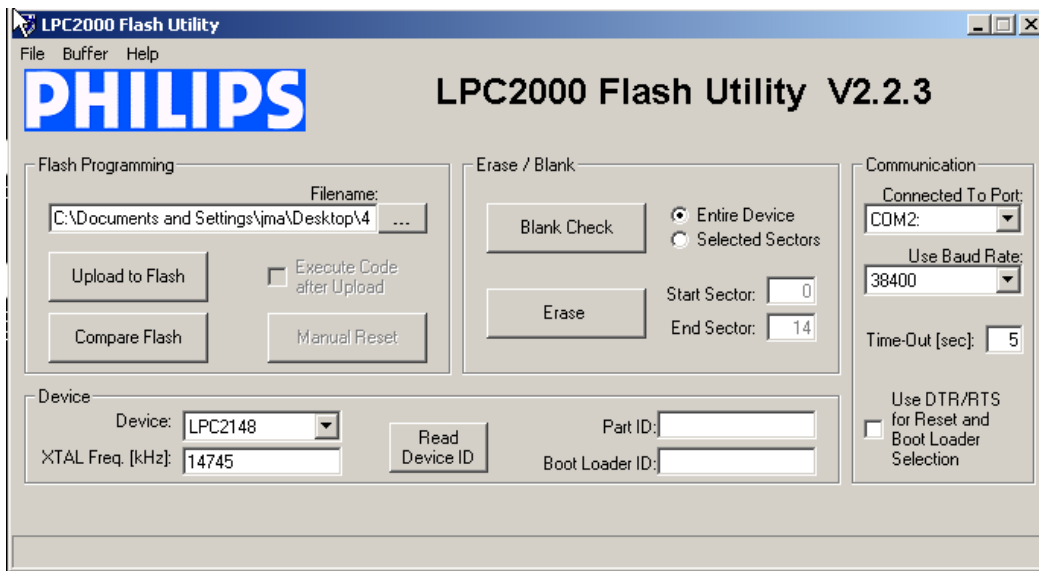 LPC2000 Flash Utility
File Buffer Help
PHILIPS
LPC2000 Flash Utility V2.2.3
Flash Programming
Filename:
C:\Documents and Settings\jma\Desktop\4
...
Upload to Flash
Execute Code
after Upload
Compare Flash
Manual Reset
Erase / Blank
Blank Check
Entire Device
Selected Sectors
Erase
Start Sector: 0
End Sector: 14
Communication
Connected To Port:
COM2:
Use Baud Rate:
38400
Time-Out [sec]: 5
Use DTR/RTS
for Reset and
Boot Loader
Selection
Device
Device: LPC2148
XTAL Freq. [kHz]: 14745
Read
Device ID
Part ID:
Boot Loader ID: